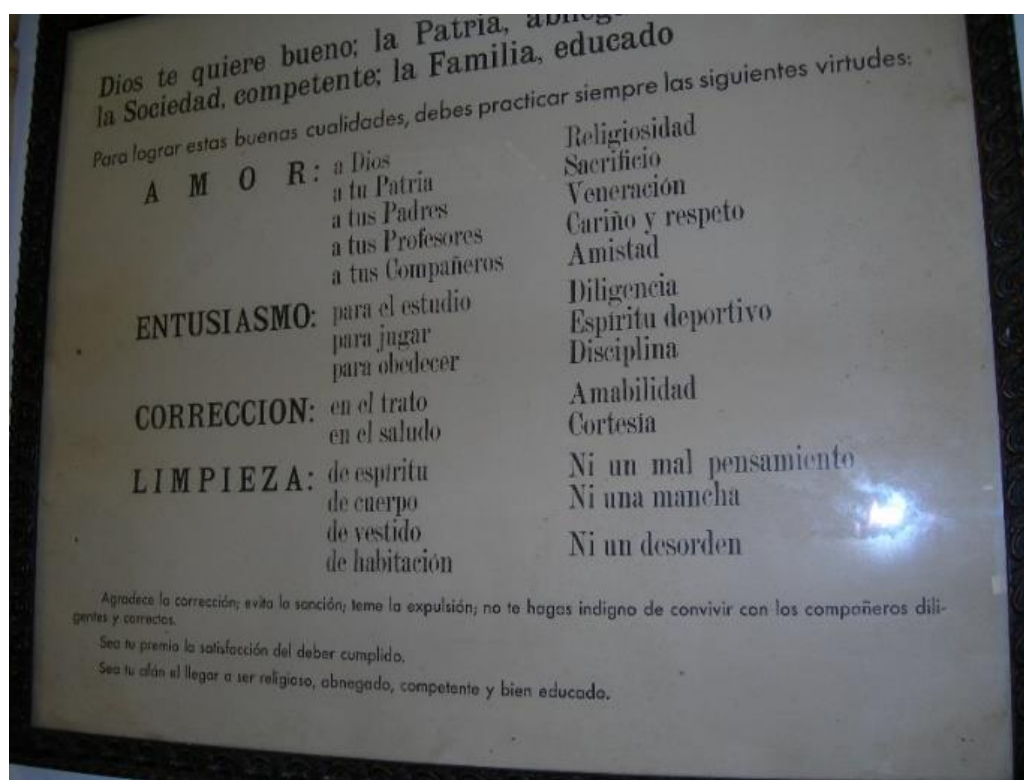 Dios te quiere bueno; la Patria,
la Sociedad, competente; la Familia, educado
Para lograr estas buenas cualidades, debes practicar siempre las siguientes virtudes:
AMOR: a Dios Religiosidad
a tu Patria Sacrificio
a tus Padres Veneración
a tus Profesores Cariño y respeto
a tus Compañeros Amistad
ENTUSIASMO: para el estudio Diligencia
para jugar Espíritu deportivo
para obedecer Disciplina
CORRECCION: en el trato Amabilidad
en el saludo Cortesía
LIMPIEZA: de espíritu Ni un mal pensamiento
de cuerpo Ni una mancha
de vestido
de habitación Ni un desorden
Agradece la corrección; evita la sanción; teme la expulsión; no te hagas indigno de convivir con los compañeros dili-
gentes y correctos.
Sea tu premio la satisfacción del deber cumplido.
Sea tu afán el llegar a ser religioso, abnegado, competente y bien educado.